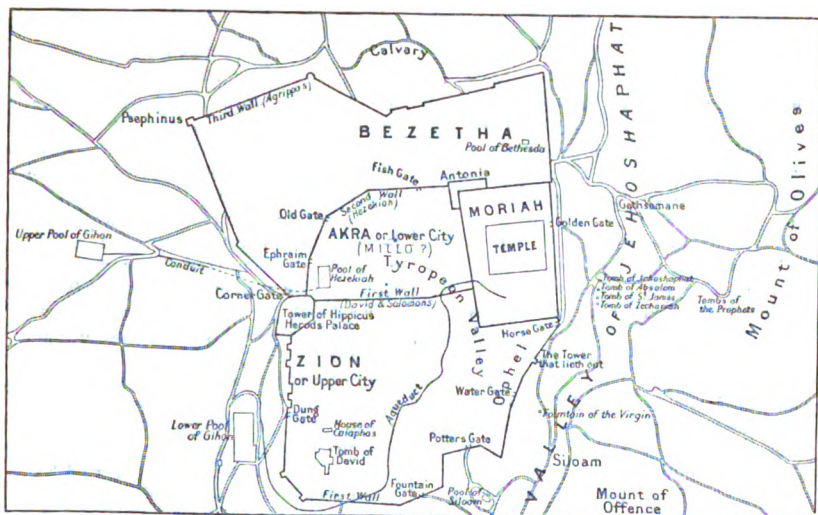 Calvary
Psephinus
Third Wall (Agrippas)
BEZETHA
Pool of Bethesda
Fish Gate
Antonia
Second Wall
(Hezekiah)
Old Gate
MORIAH
TEMPLE
Golden Gate
Gethsemane
Mount of Olives
VALLEY OF JEHOSHAPHAT
AKRA or Lower City
(MILLO?)
Upper Pool of Gihon
Conduit
Ephraim
Gate
Pool of
Hezekiah
Tyropeon Valley
First Wall
(David & Solomons)
Corner Gate
Tomb of Jehoshaphat
Tomb of Absalom
Tomb of St. James
Tomb of Zechariah
Tombs of
the Prophets
Tower of Hippicus
Herods Palace
Horse Gate
Ophel
The Tower
that lieth out
ZION
or Upper City
Aqueduct
Water Gate
Dung
Gate
House of
Caiaphas
Fountain of the Virgin
Lower Pool of
Gihon
Tomb of
David
Potters Gate
Siloam
First Wall
Fountain
Gate
Pool of
Siloam
Mount of
Offence